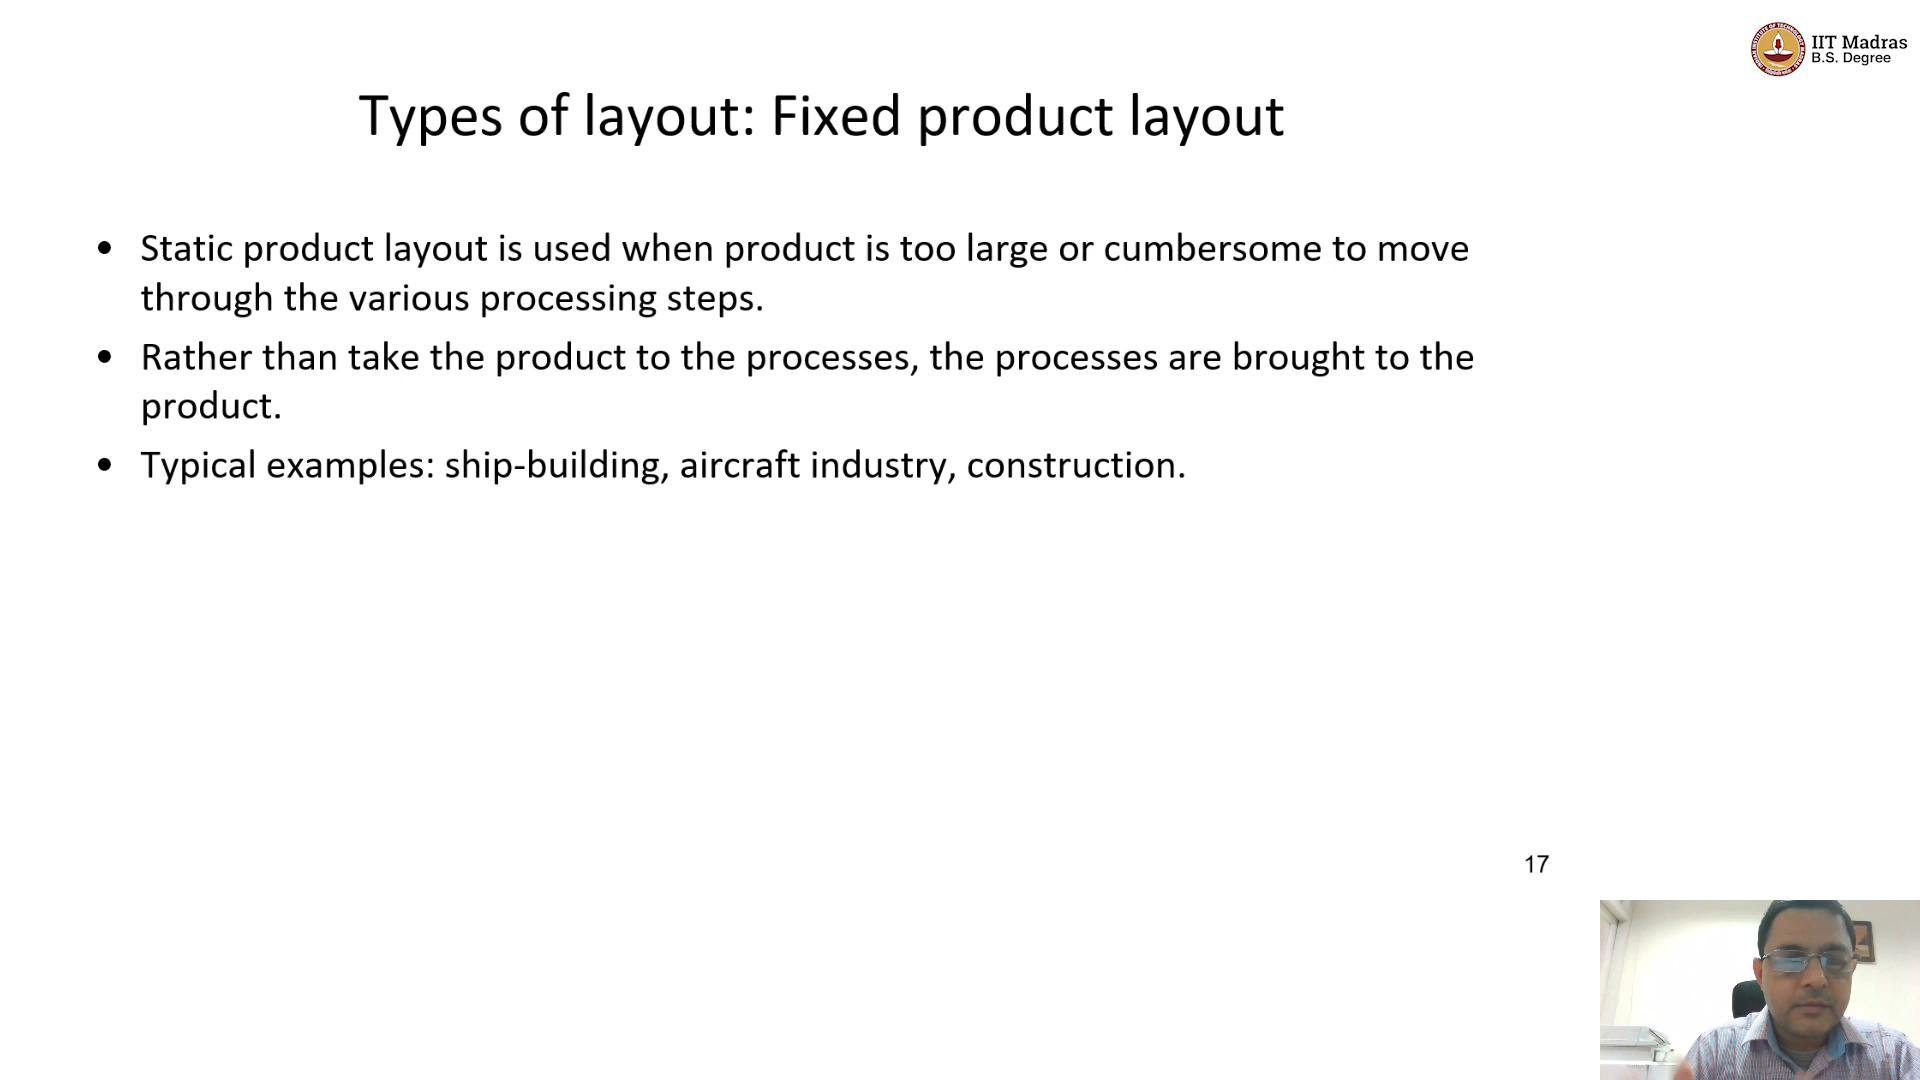 IIT Madras
B.S. Degree
Types of layout: Fixed product layout
• Static product layout is used when product is too large or cumbersome to move
through the various processing steps.
• Rather than take the product to the processes, the processes are brought to the
product.
• Typical examples: ship-building, aircraft industry, construction.
17